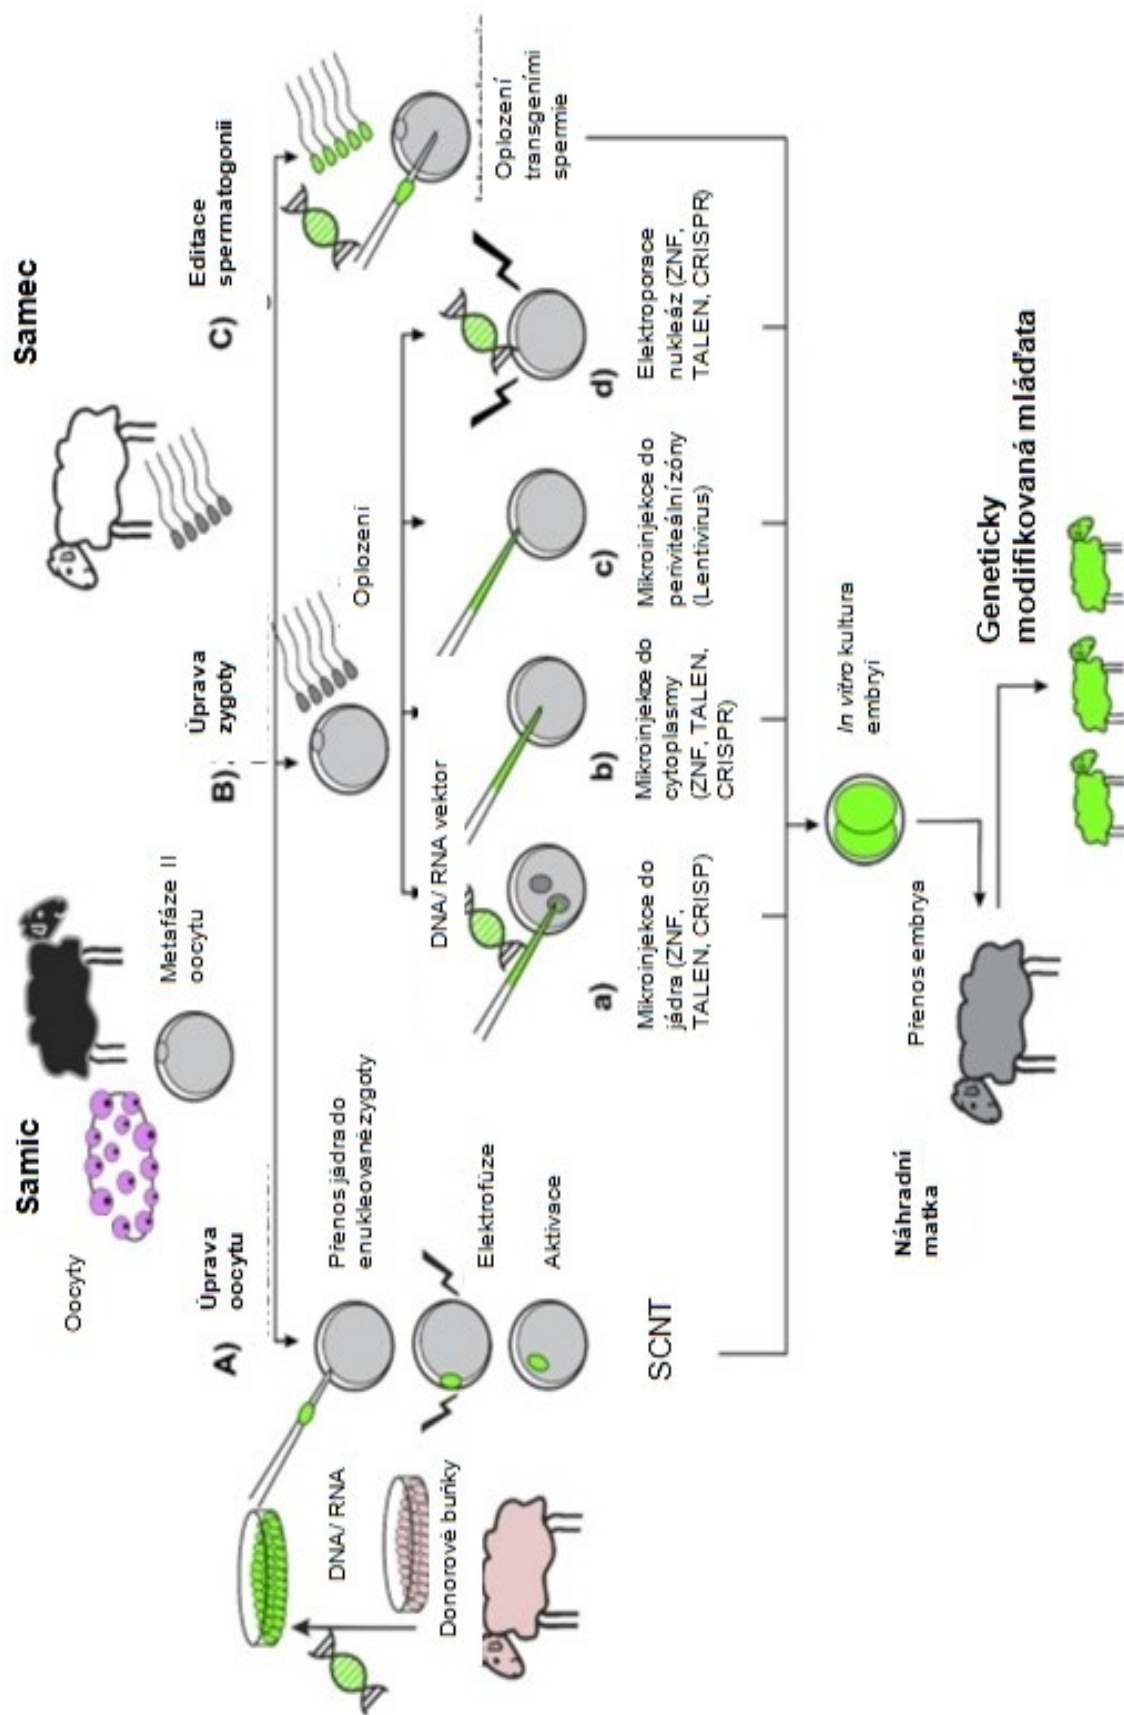 Samic
Samec
Oocyty
Metafáze II
oocytu
A) Úprava
oocytu
B) Úprava
zygoty
C) Editace
spermatogonii
DNA/ RNA
Donorové buňky
Přenos jádra do
enukleované zygoty
Elektrofúze
Aktivace
SCNT
Oplození
DNA/ RNA vektor
a)
Mikroinjekce do
jádra (ZNF,
TALEN, CRISP)
b)
Mikroinjekce do
cytoplasmy
(ZNF, TALEN,
CRISPR)
c)
Mikroinjekce do
periviteální zóny
(Lentivirus)
d)
Elektroporace
nukleáz (ZNF,
TALEN, CRISPR)
Oplození
transgeními
spermie
In vitro kultura
embryí
Přenos embrya
Náhradní
matka
Geneticky
modifikovaná mláďata